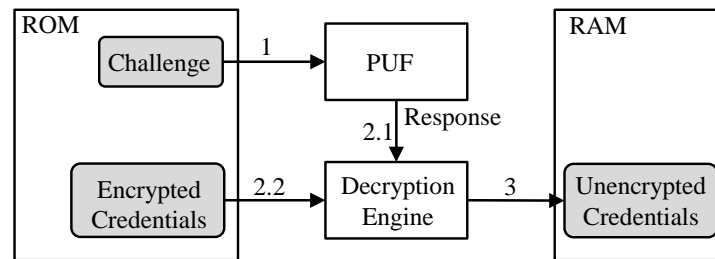 ROM
RAM
Challenge
1
PUF
2.1
Response
Encrypted
Credentials
2.2
Decryption
Engine
3
Unencrypted
Credentials